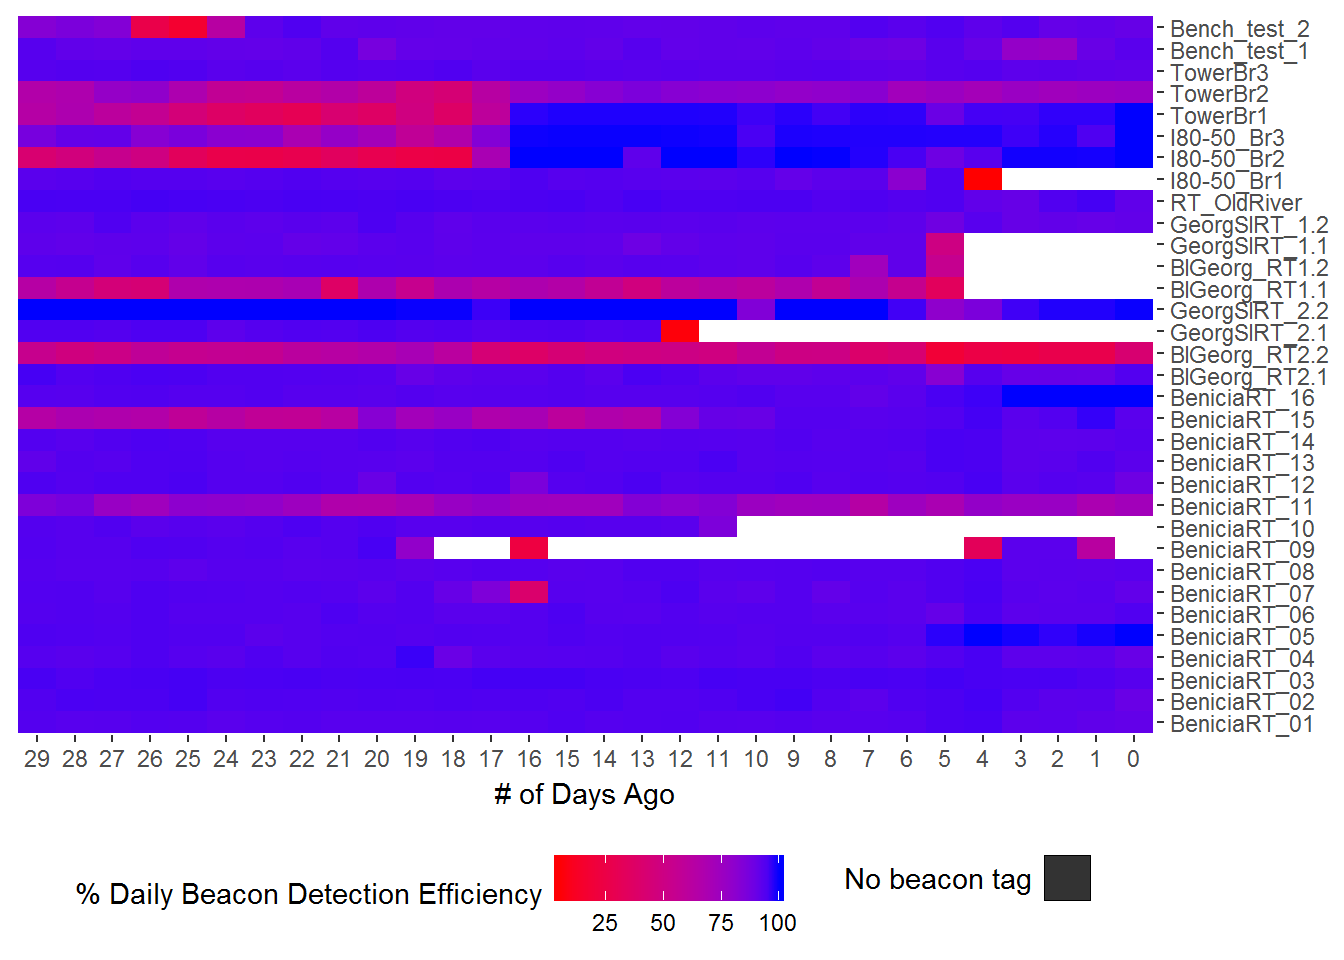 Bench_test_2
Bench_test_1
TowerBr3
TowerBr2
TowerBr1
I80-50_Br3
I80-50_Br2
I80-50_Br1
RT_OldRiver
GeorgSlRT_1.2
GeorgSlRT_1.1
BlGeorg_RT1.2
BlGeorg_RT1.1
GeorgSlRT_2.2
GeorgSlRT_2.1
BlGeorg_RT2.2
BlGeorg_RT2.1
BeniciaRT_16
BeniciaRT_15
BeniciaRT_14
BeniciaRT_13
BeniciaRT_12
BeniciaRT_11
BeniciaRT_10
BeniciaRT_09
BeniciaRT_08
BeniciaRT_07
BeniciaRT_06
BeniciaRT_05
BeniciaRT_04
BeniciaRT_03
BeniciaRT_02
BeniciaRT_01
29 28 27 26 25 24 23 22 21 20 19 18 17 16 15 14 13 12 11 10 9 8 7 6 5 4 3 2 1 0
# of Days Ago
% Daily Beacon Detection Efficiency
25 50 75 100
No beacon tag